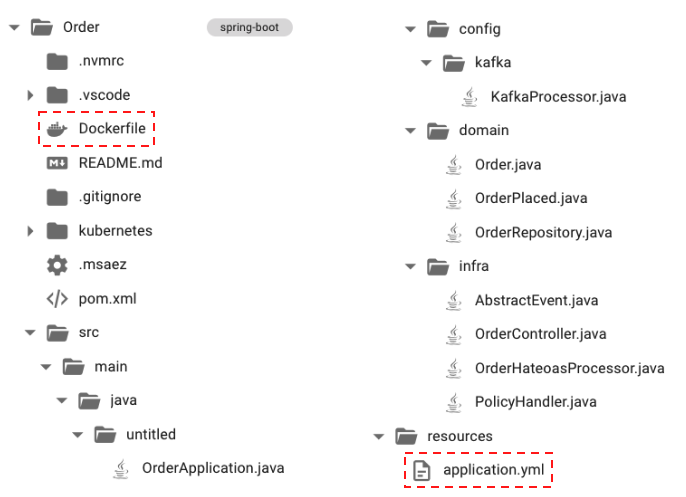 Order
spring-boot
.nvmrc
.vscode
Dockerfile
README.md
.gitignore
kubernetes
.msaez
pom.xml
src
main
java
untitled
OrderApplication.java
config
kafka
KafkaProcessor.java
domain
Order.java
OrderPlaced.java
OrderRepository.java
infra
AbstractEvent.java
OrderController.java
OrderHateoasProcessor.java
PolicyHandler.java
resources
application.yml